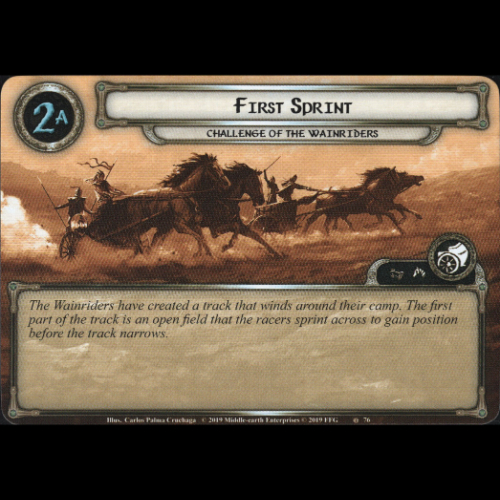 2A
FIRST SPRINT
CHALLENGE OF THE WAINRIDERS
The Wainriders have created a track that winds around their camp. The first
part of the track is an open field that the racers sprint across to gain position
before the track narrows.
Illus. Carlos Palma Cruchaga © 2019 Middle-earth Enterprises © 2019 FFG 76